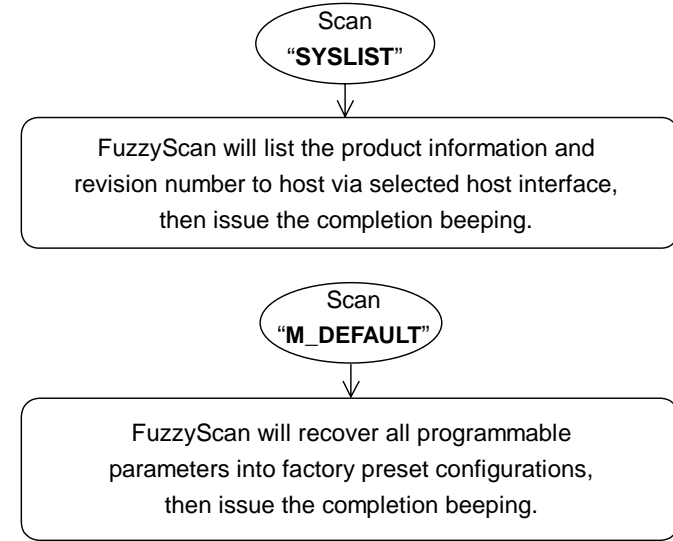 Scan
“SYSLIST”
FuzzyScan will list the product information and
revision number to host via selected host interface,
then issue the completion beeping.
Scan
“M_DEFAULT”
FuzzyScan will recover all programmable
parameters into factory preset configurations,
then issue the completion beeping.